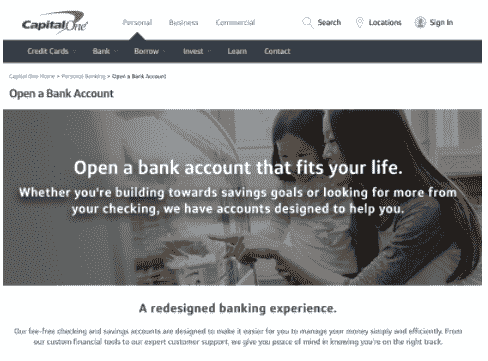 Capital One Personal Business Commercial Search Locations Sign In
Credit Cards Bank Borrow Invest Learn Contact
Capital One Home > Personal Banking > Open a Bank Account
Open a Bank Account
Open a bank account that fits your life.
Whether you're building towards savings goals or looking for more from
your checking, we have accounts designed to help you.
A redesigned banking experience.
Our fee-free checking and savings accounts are designed to make it easier for you to manage your money simply and efficiently. From
our custom financial tools to our expert customer support, we give you peace of mind in knowing you're on the right track.